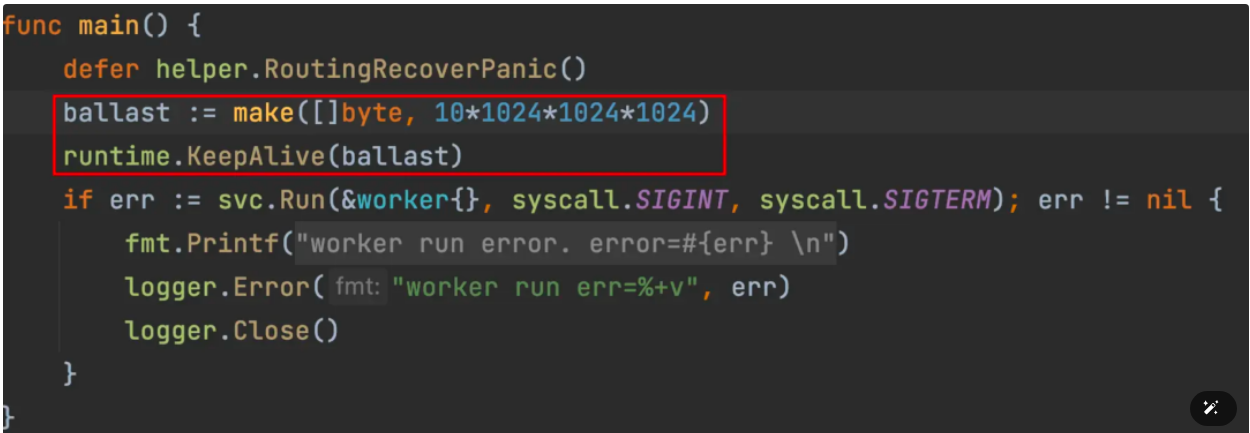 func main() {
    defer helper.RoutingRecoverPanic()
    ballast := make([]byte, 10*1024*1024*1024)
    runtime.KeepAlive(ballast)
    if err := svc.Run(&worker{}, syscall.SIGINT, syscall.SIGTERM); err != nil {
        fmt.Printf("worker run error. error=#{err} \n")
        logger.Error( fmt: "worker run err=%+v", err)
        logger.Close()
    }
}